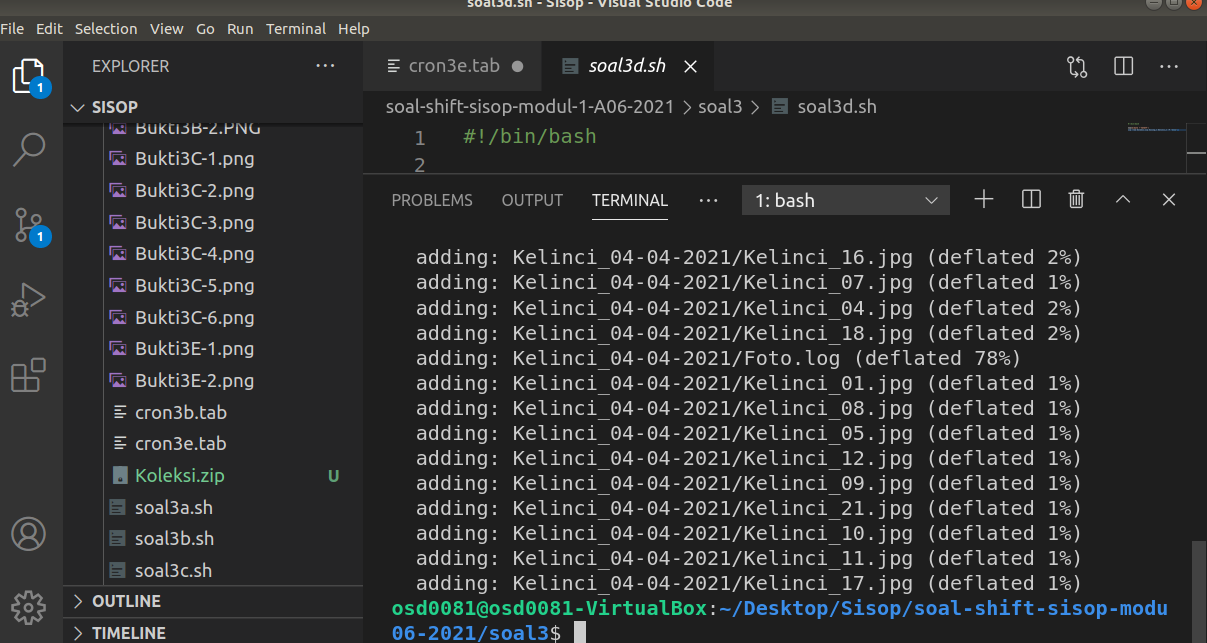 soal3d.sh - Sisop - Visual Studio Code
File Edit Selection View Go Run Terminal Help
EXPLORER
SISOP
Bukti3B-2.PNG
Bukti3C-1.png
Bukti3C-2.png
Bukti3C-3.png
Bukti3C-4.png
Bukti3C-5.png
Bukti3C-6.png
Bukti3E-1.png
Bukti3E-2.png
cron3b.tab
cron3e.tab
Koleksi.zip U
soal3a.sh
soal3b.sh
soal3c.sh
OUTLINE
TIMELINE
1
1
cron3e.tab ● soal3d.sh
soal-shift-sisop-modul-1-A06-2021 > soal3 > soal3d.sh
1 #!/bin/bash
2
PROBLEMS OUTPUT TERMINAL ··· 1: bash
adding: Kelinci_04-04-2021/Kelinci_16.jpg (deflated 2%)
adding: Kelinci_04-04-2021/Kelinci_07.jpg (deflated 1%)
adding: Kelinci_04-04-2021/Kelinci_04.jpg (deflated 2%)
adding: Kelinci_04-04-2021/Kelinci_18.jpg (deflated 2%)
adding: Kelinci_04-04-2021/Foto.log (deflated 78%)
adding: Kelinci_04-04-2021/Kelinci_01.jpg (deflated 1%)
adding: Kelinci_04-04-2021/Kelinci_08.jpg (deflated 1%)
adding: Kelinci_04-04-2021/Kelinci_05.jpg (deflated 1%)
adding: Kelinci_04-04-2021/Kelinci_12.jpg (deflated 1%)
adding: Kelinci_04-04-2021/Kelinci_09.jpg (deflated 1%)
adding: Kelinci_04-04-2021/Kelinci_21.jpg (deflated 1%)
adding: Kelinci_04-04-2021/Kelinci_10.jpg (deflated 1%)
adding: Kelinci_04-04-2021/Kelinci_11.jpg (deflated 1%)
adding: Kelinci_04-04-2021/Kelinci_17.jpg (deflated 1%)
osd0081@osd0081-VirtualBox:~/Desktop/Sisop/soal-shift-sisop-modu
06-2021/soal3$